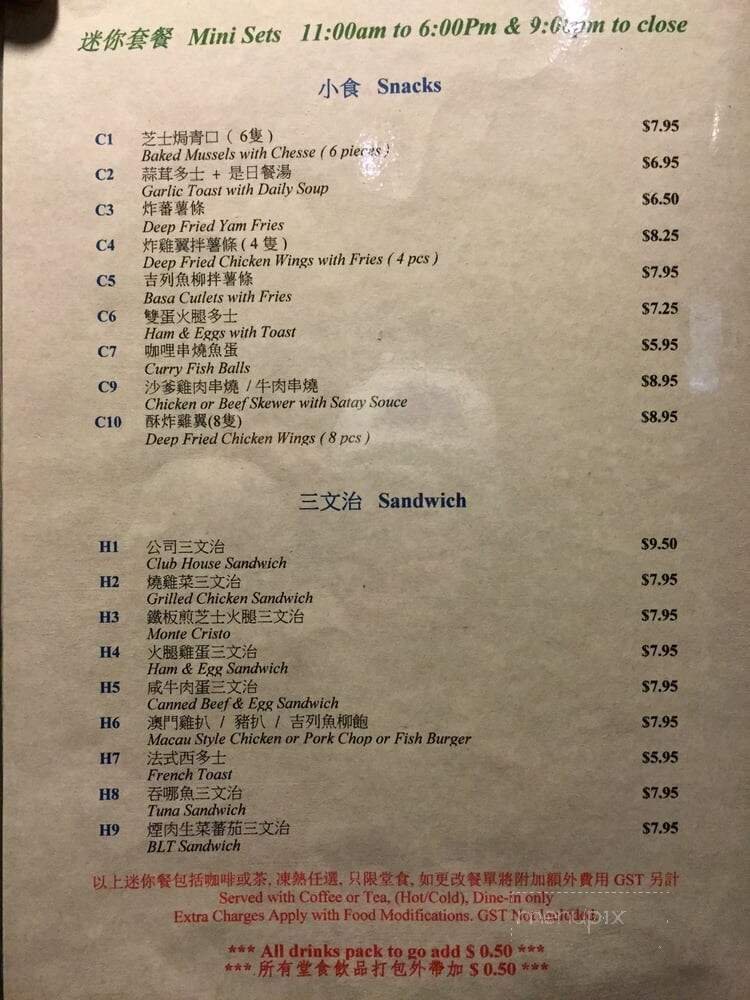 迷你套餐 Mini Sets 11:00am to 6:00Pm & 9:00pm to close
小食 Snacks
C1 芝士焗青口 ( 6隻 ) $7.95
Baked Mussels with Chesse ( 6 pieces )
C2 蒜茸多士 + 是日餐湯 $6.95
Garlic Toast with Daily Soup
C3 炸蕃薯條 $6.50
Deep Fried Yam Fries
C4 炸雞翼拌薯條 ( 4 隻 ) $8.25
Deep Fried Chicken Wings with Fries ( 4 pcs )
C5 吉列魚柳拌薯條 $7.95
Basa Cutlets with Fries
C6 雙蛋火腿多士 $7.25
Ham & Eggs with Toast
C7 咖哩串燒魚蛋 $5.95
Curry Fish Balls
C9 沙爹雞肉串燒 / 牛肉串燒 $8.95
Chicken or Beef Skewer with Satay Souce
C10 酥炸雞翼(8隻) $8.95
Deep Fried Chicken Wings ( 8 pcs )
三文治 Sandwich
H1 公司三文治 $9.50
Club House Sandwich
H2 燒雞菜三文治 $7.95
Grilled Chicken Sandwich
H3 鐵板煎芝士火腿三文治 $7.95
Monte Cristo
H4 火腿雞蛋三文治 $7.95
Ham & Egg Sandwich
H5 咸牛肉蛋三文治 $7.95
Canned Beef & Egg Sandwich
H6 澳門雞扒 / 豬扒 / 吉列魚柳飽 $7.95
Macau Style Chicken or Pork Chop or Fish Burger
H7 法式西多士 $5.95
French Toast
H8 吞哪魚三文治 $7.95
Tuna Sandwich
H9 煙肉生菜蕃茄三文治 $7.95
BLT Sandwich
以上迷你餐包括咖啡或茶, 凍熱任選, 只限堂食, 如更改餐單將附加額外費用 GST 另計
Served with Coffee or Tea, (Hot/Cold), Dine-in only
Extra Charges Apply with Food Modifications. GST Not Included.
menupix
*** All drinks pack to go add $ 0.50 ***
*** 所有堂食飲品打包外帶加 $ 0.50 ***